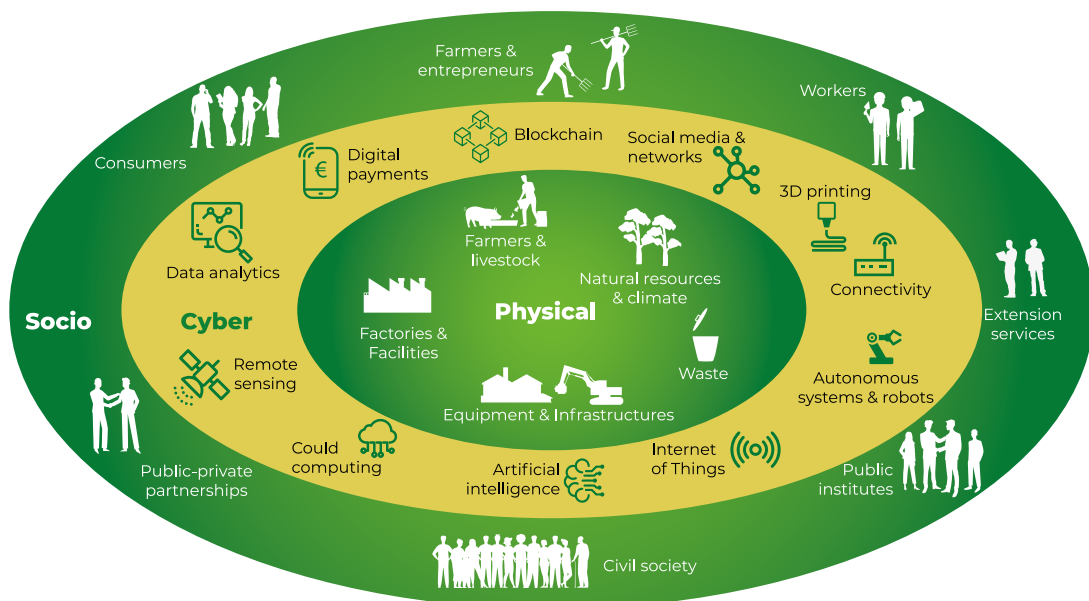 Farmers &
entrepreneurs
Workers
Consumers
Blockchain
Social media &
networks
Digital
payments
€
3D printing
Farmers &
livestock
Data analytics
Natural resources
& climate
Connectivity
Socio
Cyber
Physical
Extension
services
Factories &
Facilities
Remote
sensing
Waste
Autonomous
systems & robots
Equipment & Infrastructures
Could
computing
Internet
of Things
Artificial
intelligence
Public-private
partnerships
Public
institutes
Civil society